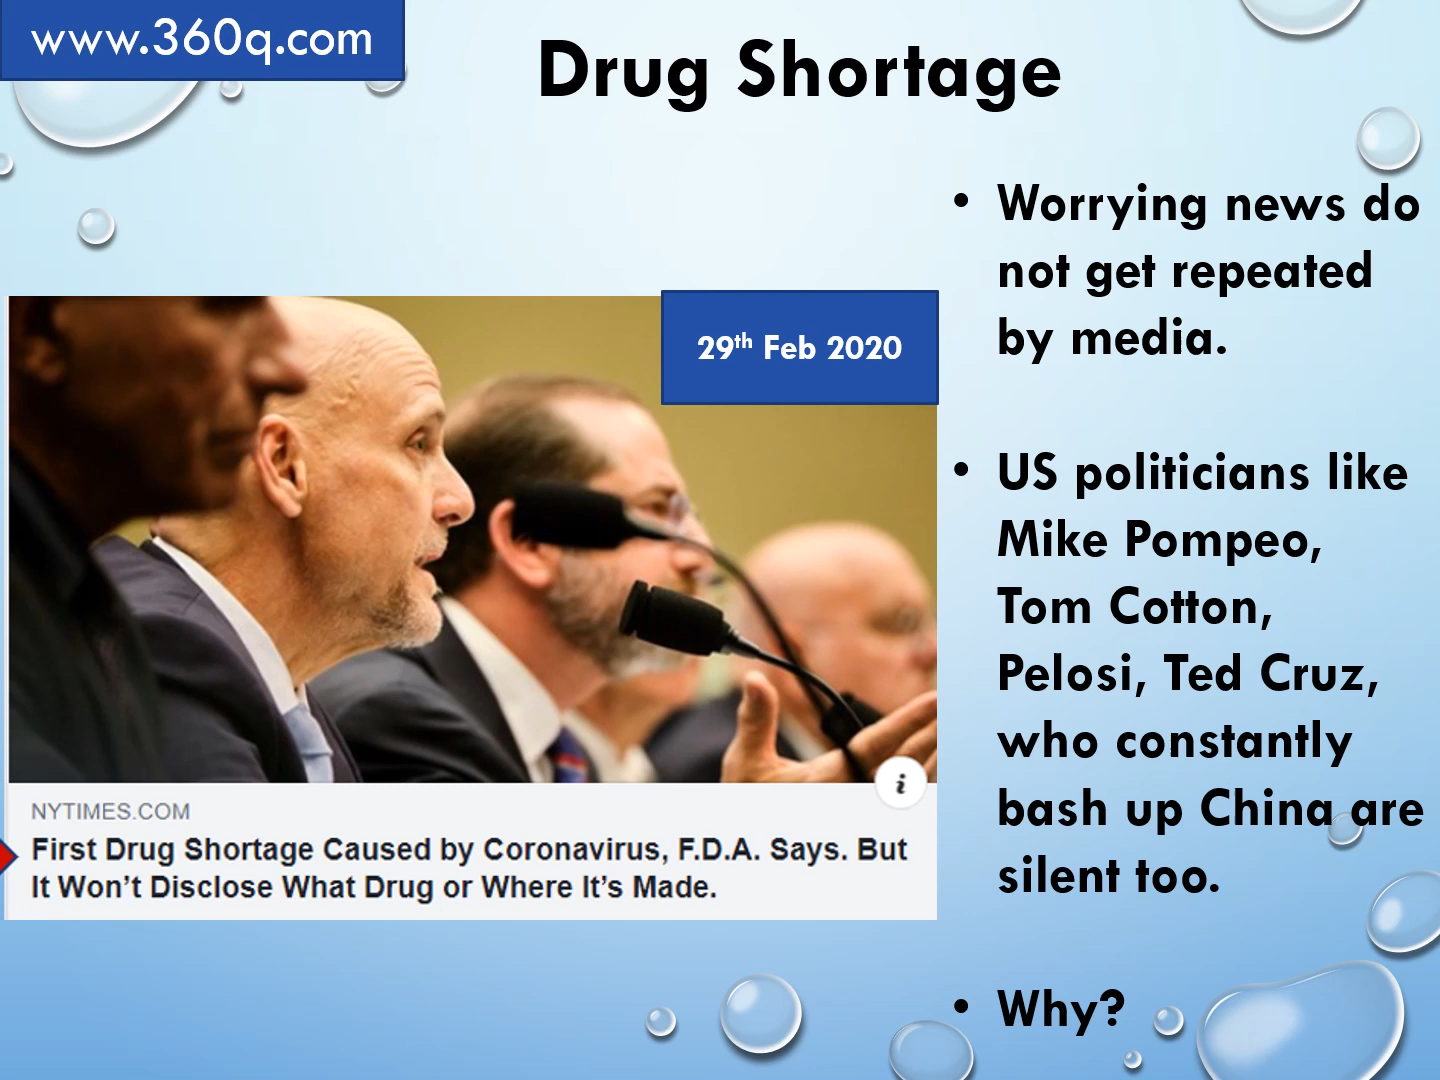 www.360q.com
Drug Shortage
29th Feb 2020
NYTIMES.COM
First Drug Shortage Caused by Coronavirus, F.D.A. Says. But
It Won’t Disclose What Drug or Where It’s Made.
• Worrying news do
not get repeated
by media.
• US politicians like
Mike Pompeo,
Tom Cotton,
Pelosi, Ted Cruz,
who constantly
bash up China are
silent too.
• Why?